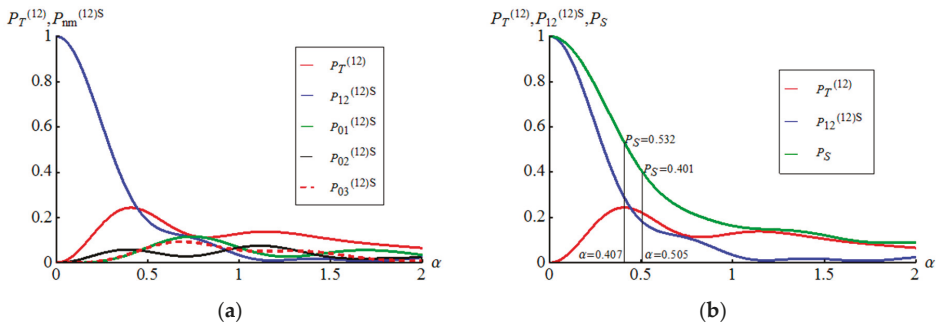 P_T^(12), P_nm^(12)S
1
0.8
0.6
0.4
0.2
0
0 0.5 1 1.5 2
α
P_T^(12)
P_12^(12)S
P_01^(12)S
P_02^(12)S
P_03^(12)S
(a)
P_T^(12), P_12^(12)S, P_S
1
0.8
0.6
0.4
0.2
0
P_S=0.532
P_S=0.401
α=0.407
α=0.505
0 0.5 1 1.5 2
α
P_T^(12)
P_12^(12)S
P_S
(b)